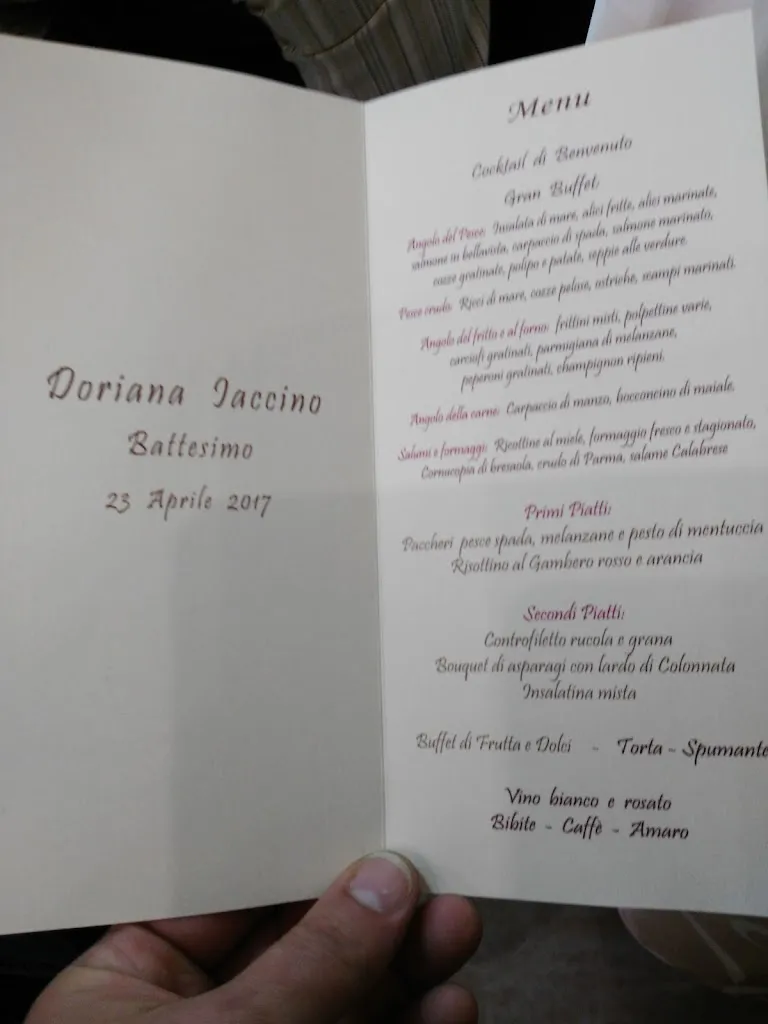 Doriana Iaccino
Battesimo
23 Aprile 2017
Menu
Cocktail di Benvenuto
Gran Buffet:
Angolo del Pesce: Insalata di mare, alici fritte, alici marinate,
salmone in bellavista, carpaccio di spada, salmone marinato,
cozze gratinate, polipo e patate, seppie alle verdure.
Pesce crudo: Ricci di mare, cozze pelose, ostriche, scampi marinati.
Angolo del fritto e al forno: frittini misti, polpettine varie,
carciofi gratinati, parmigiana di melanzane,
peperoni gratinati, champignon ripieni.
Angolo della carne: Carpaccio di manzo, bocconcino di maiale.
Salumi e formaggi: Ricottine al miele, formaggio fresco e stagionato,
Cornucopia di bresaola, crudo di Parma, salame Calabrese
Primi Piatti:
Paccheri pesce spada, melanzane e pesto di mentuccia
Risottino al Gambero rosso e arancia
Secondi Piatti:
Controfiletto rucola e grana
Bouquet di asparagi con lardo di Colonnata
Insalatina mista
Buffet di Frutta e Dolci - Torta - Spumante
Vino bianco e rosato
Bibite - Caffè - Amaro